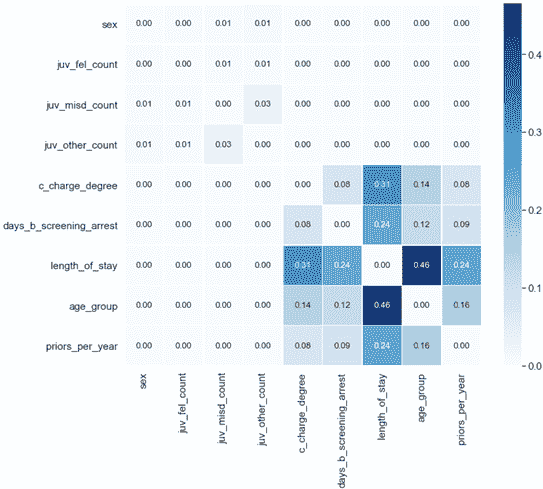 sex 0.00 0.00 0.01 0.01 0.00 0.00 0.00 0.00 0.00
juv_fel_count 0.00 0.00 0.01 0.01 0.00 0.00 0.00 0.00 0.00
juv_misd_count 0.01 0.01 0.00 0.03 0.00 0.00 0.00 0.00 0.00
juv_other_count 0.01 0.01 0.03 0.00 0.00 0.00 0.00 0.00 0.00
c_charge_degree 0.00 0.00 0.00 0.00 0.00 0.08 0.31 0.14 0.08
days_b_screening_arrest 0.00 0.00 0.00 0.00 0.08 0.00 0.24 0.12 0.09
length_of_stay 0.00 0.00 0.00 0.00 0.31 0.24 0.00 0.46 0.24
age_group 0.00 0.00 0.00 0.00 0.14 0.12 0.46 0.00 0.16
priors_per_year 0.00 0.00 0.00 0.00 0.08 0.09 0.24 0.16 0.00
sex
juv_fel_count
juv_misd_count
juv_other_count
c_charge_degree
days_b_screening_arrest
length_of_stay
age_group
priors_per_year
0.4
0.3
0.2
0.1
0.0